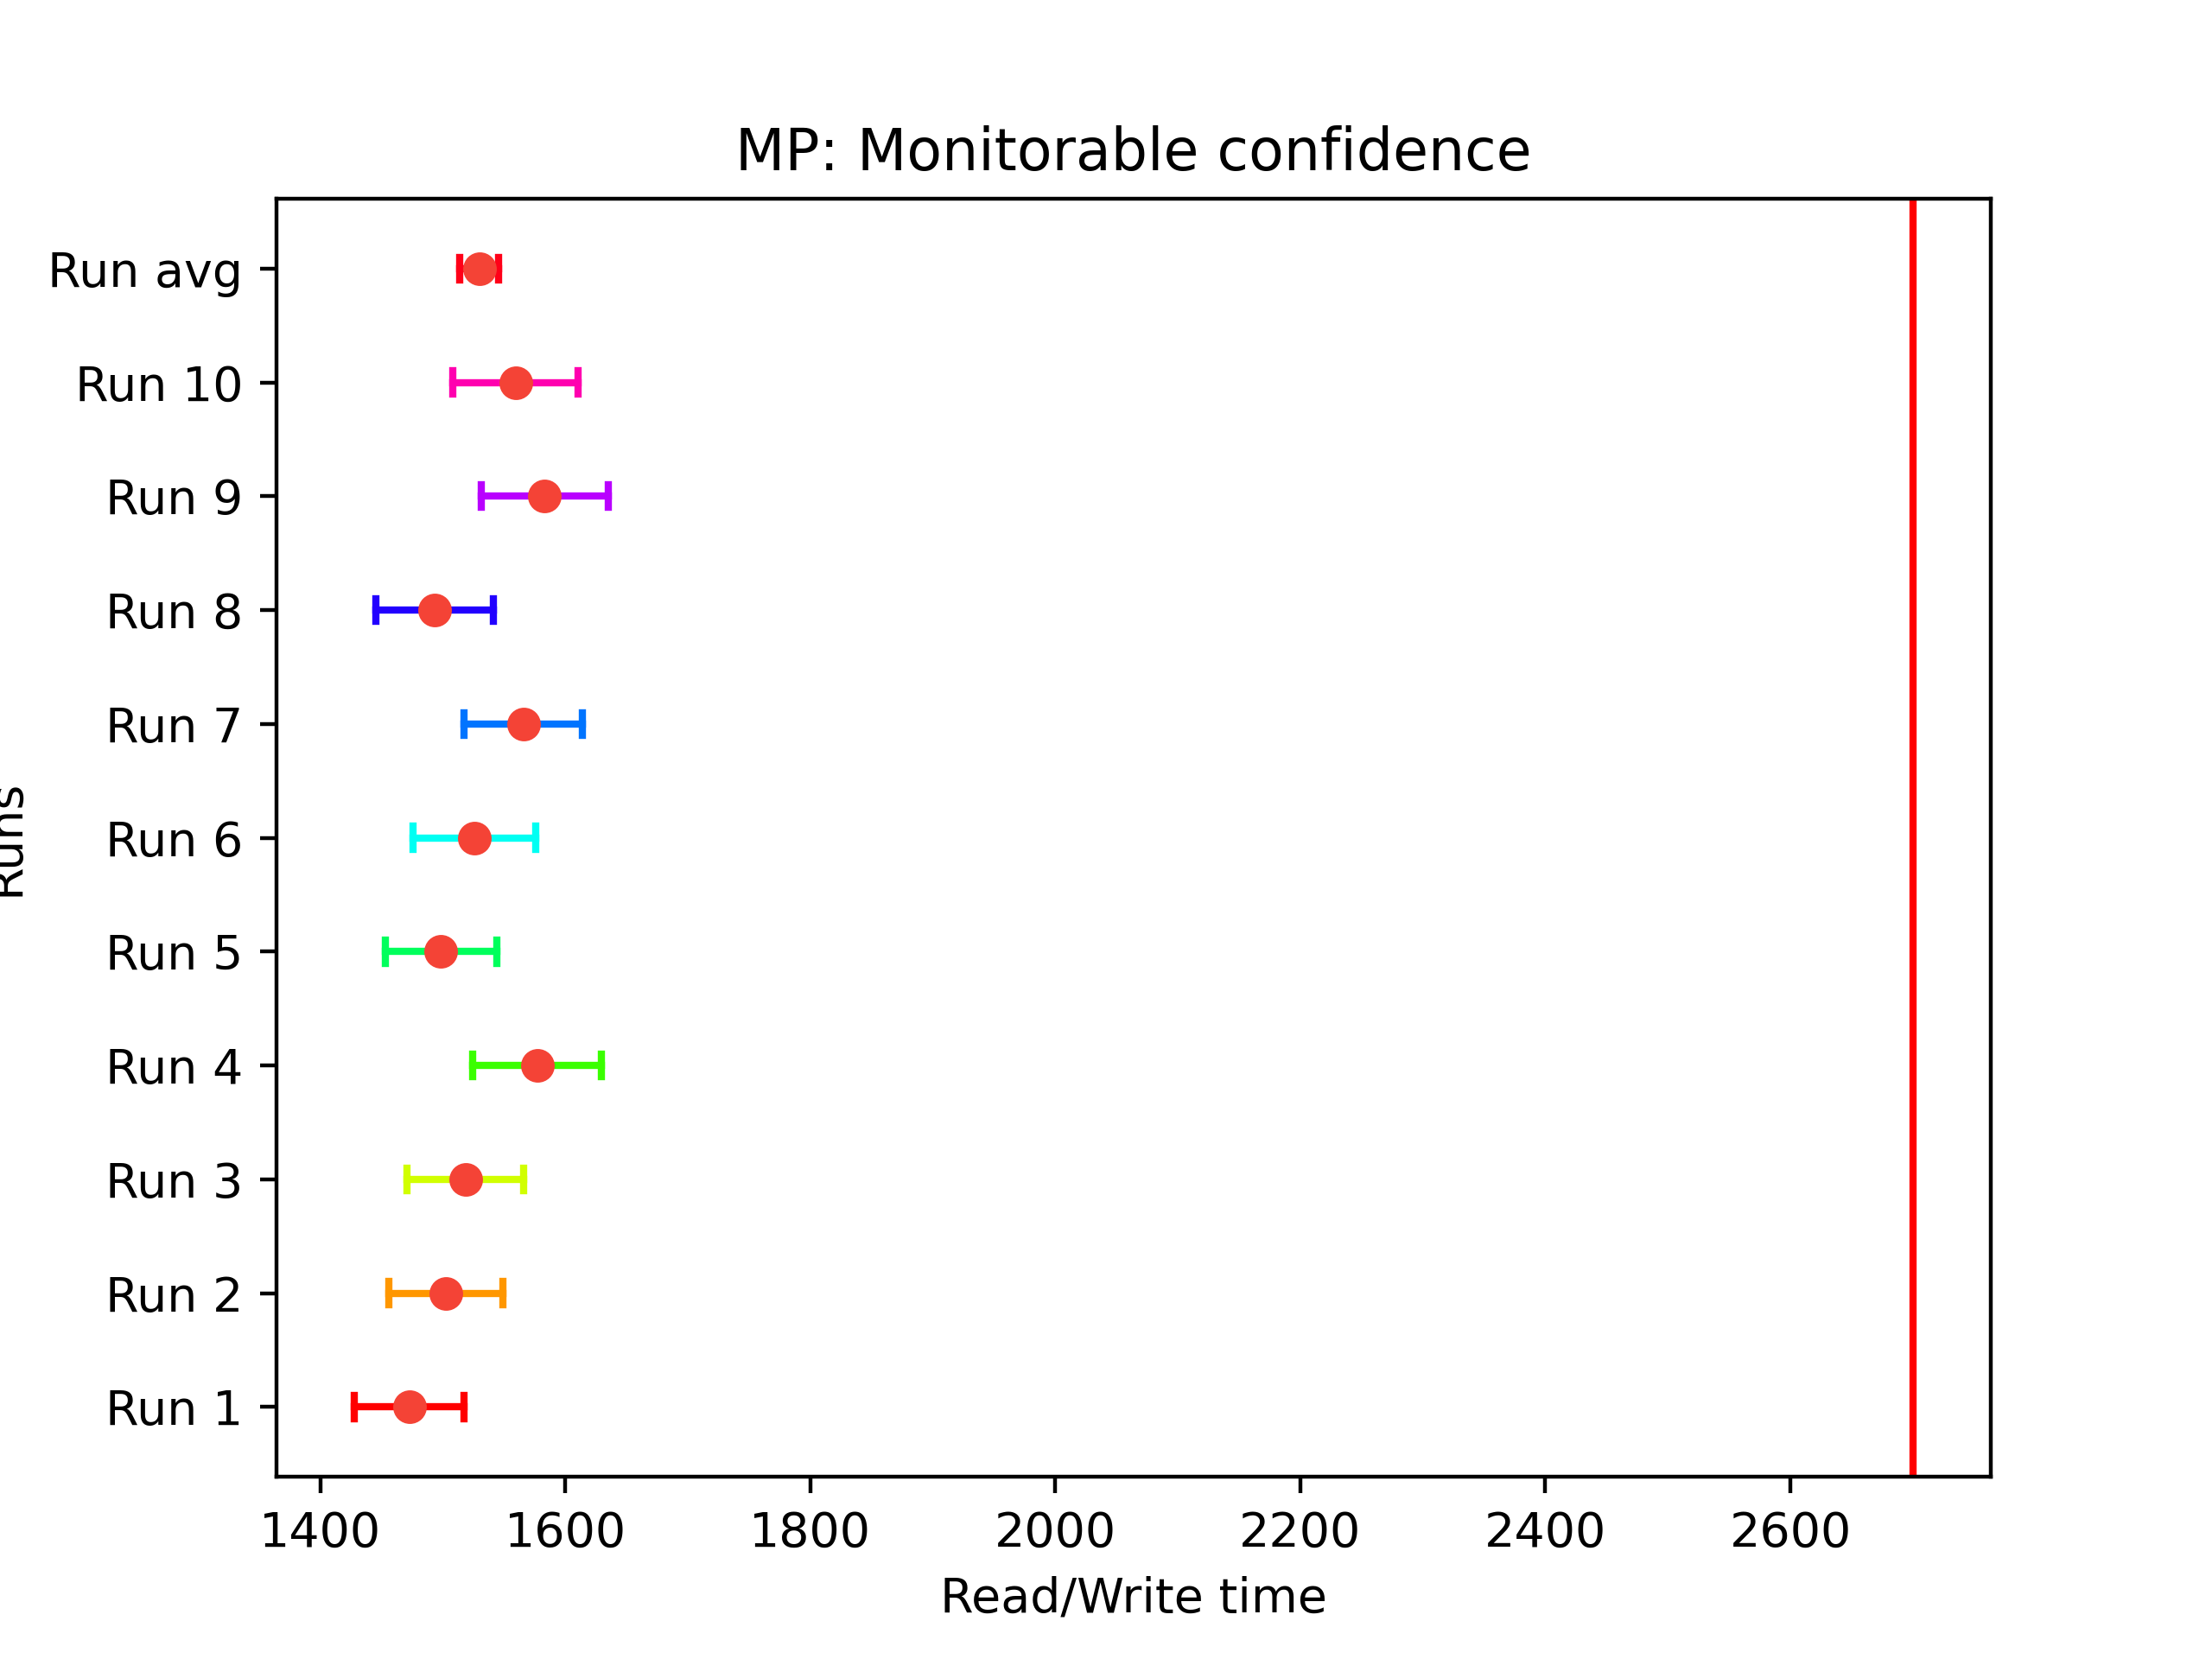 MP: Monitorable confidence
Run avg
Run 10
Run 9
Run 8
Run 7
Run 6
Run 5
Run 4
Run 3
Run 2
Run 1
Runs
1400 1600 1800 2000 2200 2400 2600
Read/Write time